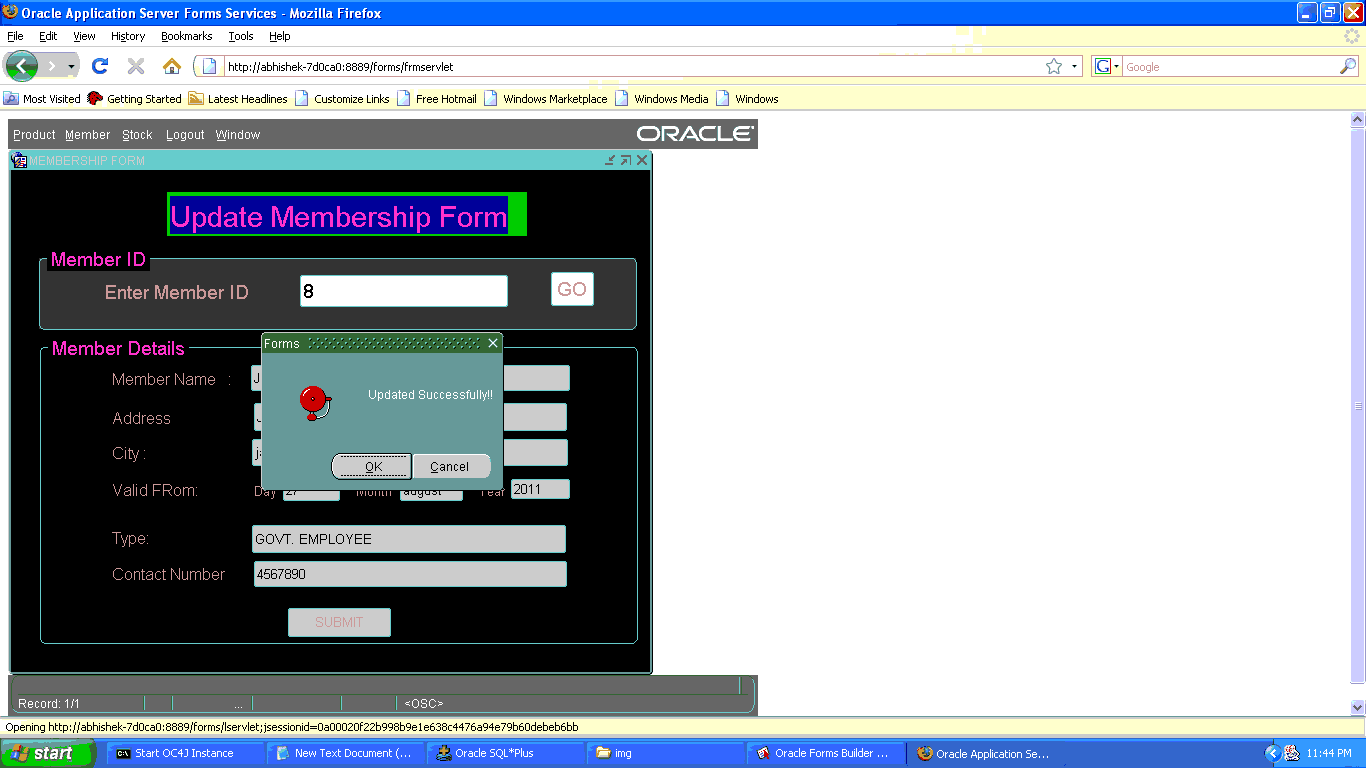 Oracle Application Server Forms Services - Mozilla Firefox
File Edit View History Bookmarks Tools Help
http://abhishek-7d0ca0:8889/forms/frmservlet
G Google
Most Visited Getting Started Latest Headlines Customize Links Free Hotmail Windows Marketplace Windows Media Windows
Product Member Stock Logout Window ORACLE
MEMBERSHIP FORM
Update Membership Form
Member ID
Enter Member ID 8 GO
Forms
Member Details
Member Name :
Updated Successfully!!
Address
City :
OK Cancel
Valid FRom: Day 27 Month august Year 2011
Type: GOVT. EMPLOYEE
Contact Number 4567890
SUBMIT
Record: 1/1 ... <OSC>
Opening http://abhishek-7d0ca0:8889/forms/lservlet;jsessionid=0a00020f22b998b9e1e638c4476a94e79b60debeb6bb
start Start OC4J Instance New Text Document (... Oracle SQL*Plus img Oracle Forms Builder ... Oracle Application Se... 11:44 PM